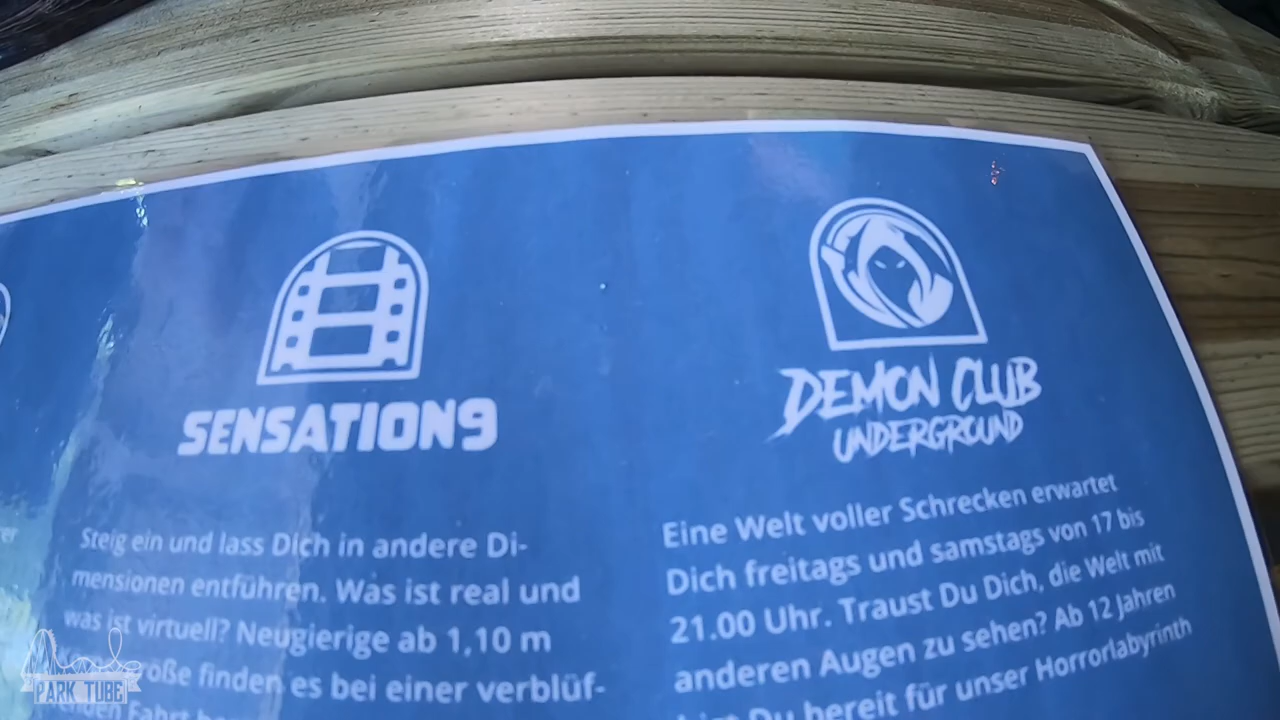 SENSATION9
Steig ein und lass Dich in andere Di-
mensionen entführen. Was ist real und
was ist virtuell? Neugierige ab 1,10 m
finden es bei einer verblüf-
Fahrt
DEMON CLUB
UNDERGROUND
Eine Welt voller Schrecken erwartet
Dich freitags und samstags von 17 bis
21.00 Uhr. Traust Du Dich, die Welt mit
anderen Augen zu sehen? Ab 12 Jahren
Du bereit für unser Horrorlabyrinth
PARK TUBE